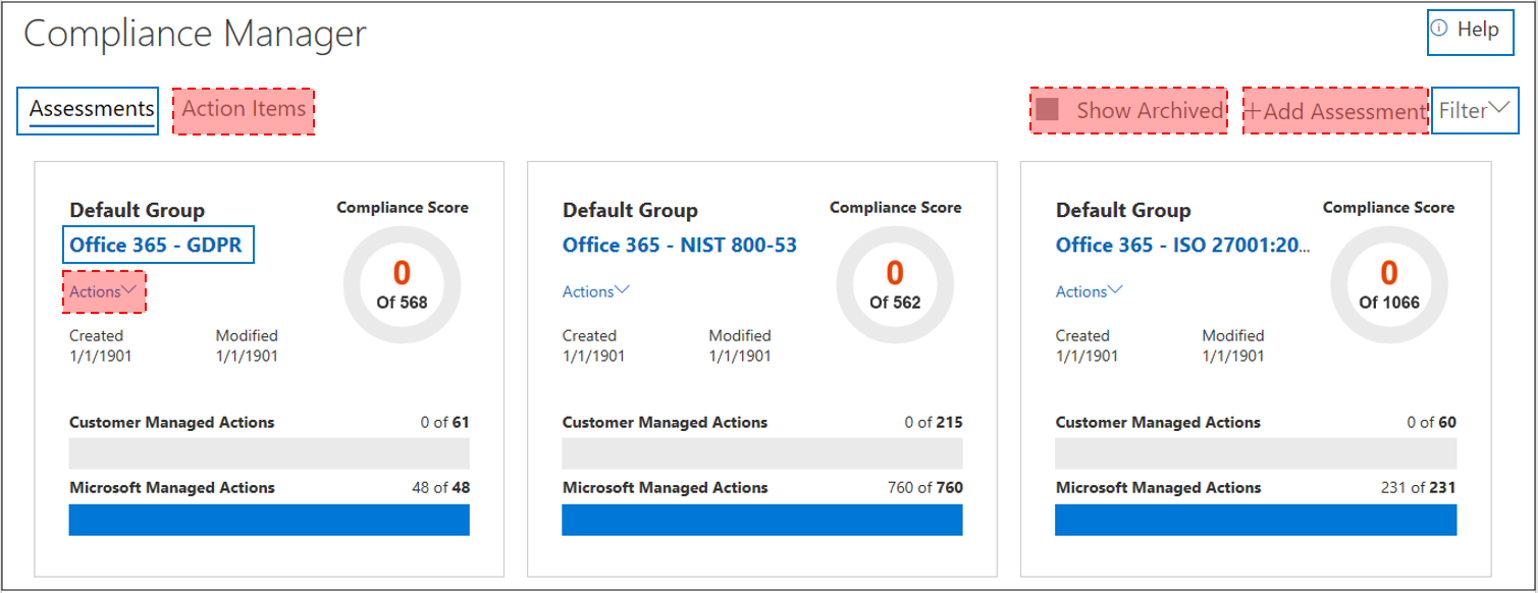 Compliance Manager
Help
Assessments Action Items Show Archived +Add Assessment Filter
Default Group Compliance Score
Office 365 - GDPR
0
Of 568
Actions
Created Modified
1/1/1901 1/1/1901
Customer Managed Actions 0 of 61
Microsoft Managed Actions 48 of 48
Default Group Compliance Score
Office 365 - NIST 800-53
0
Of 562
Actions
Created Modified
1/1/1901 1/1/1901
Customer Managed Actions 0 of 215
Microsoft Managed Actions 760 of 760
Default Group Compliance Score
Office 365 - ISO 27001:20...
0
Of 1066
Actions
Created Modified
1/1/1901 1/1/1901
Customer Managed Actions 0 of 60
Microsoft Managed Actions 231 of 231